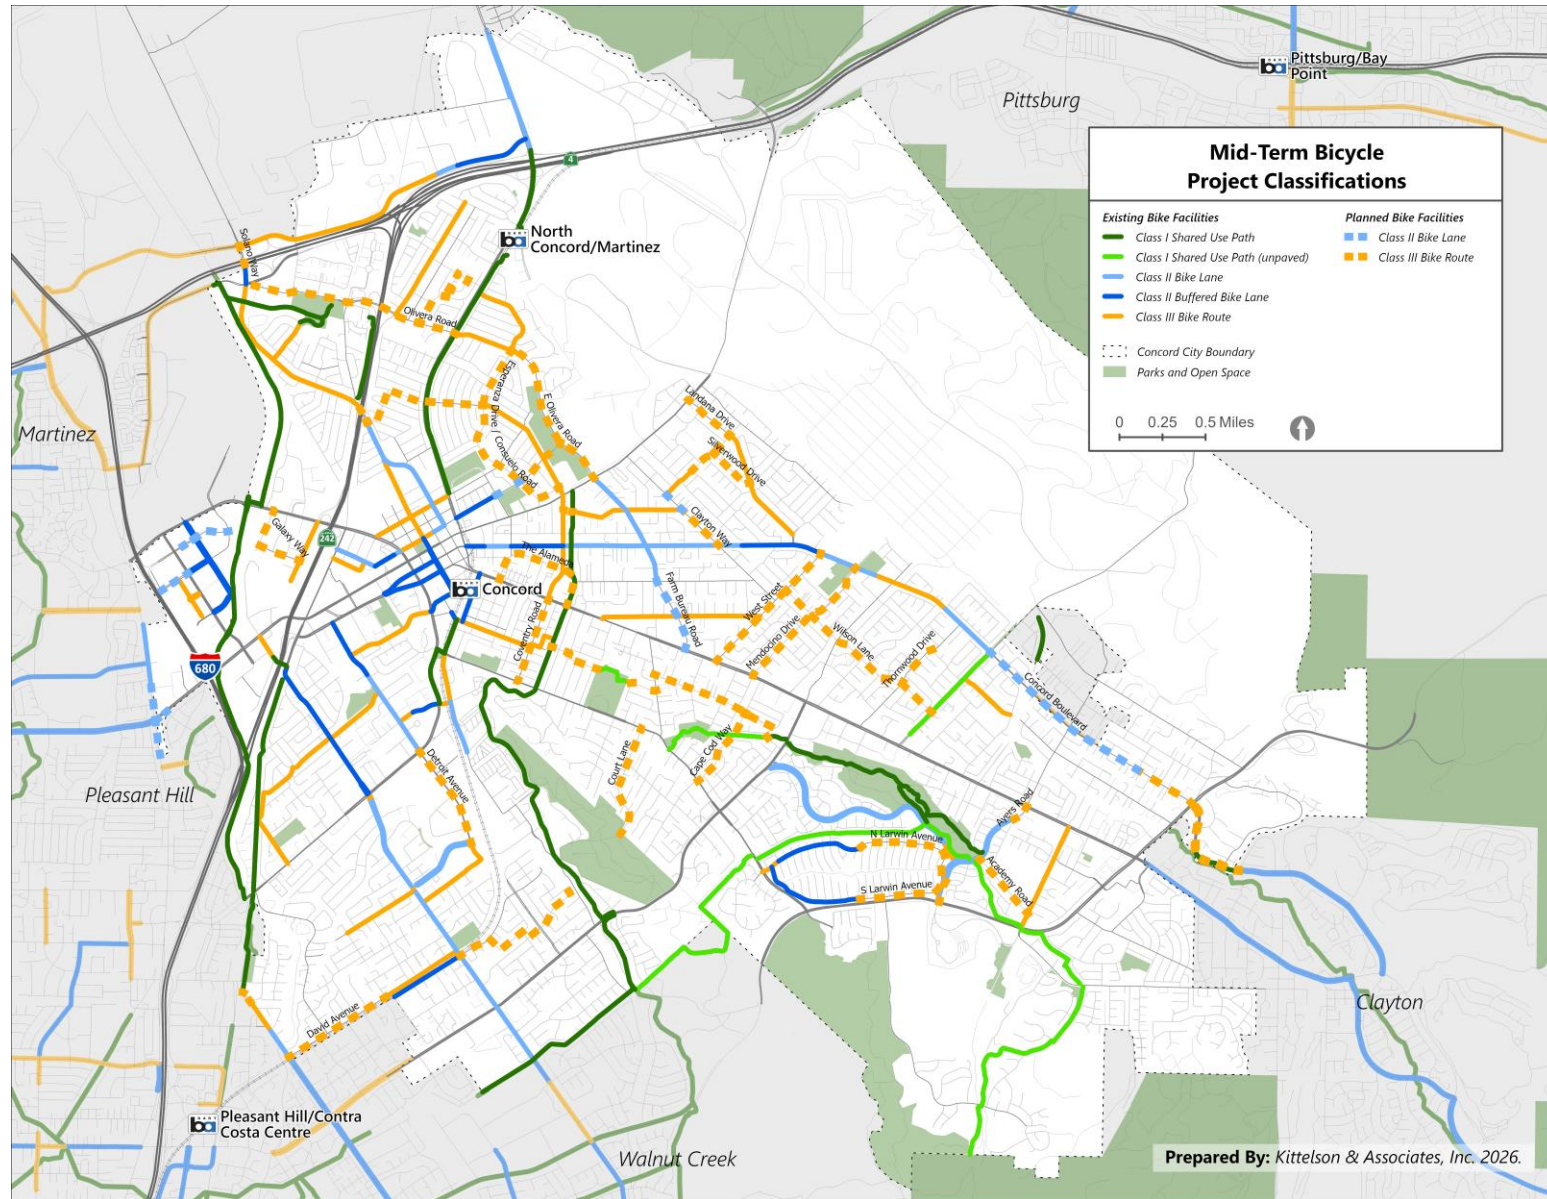 Pittsburg/Bay
Point
Pittsburg
Mid-Term Bicycle
Project Classifications
Existing Bike Facilities
Class I Shared Use Path
Class I Shared Use Path (unpaved)
Class II Bike Lane
Class II Buffered Bike Lane
Class III Bike Route
Planned Bike Facilities
Class II Bike Lane
Class III Bike Route
Concord City Boundary
Parks and Open Space
0 0.25 0.5 Miles
4
ba
North
Concord/Martinez
Solano Way
Olivera Road
Esperanza Drive / Consuelo Road
E Olivera Road
Landana Drive
Silverwood Drive
Martinez
Clayton Way
Galaxy Way
242
The Alameda
ba
Concord
Farm Bureau Road
West Street
Coventry Road
Mendocino Drive
Wilson Lane
Thornwood Drive
680
Concord Boulevard
Detroit Avenue
Court Lane
Cape Cod Way
Pleasant Hill
Ayers Road
N Larwin Avenue
Academy Road
S Larwin Avenue
David Avenue
Clayton
ba
Pleasant Hill/Contra
Costa Centre
Walnut Creek
Prepared By: Kittelson & Associates, Inc. 2026.
ba